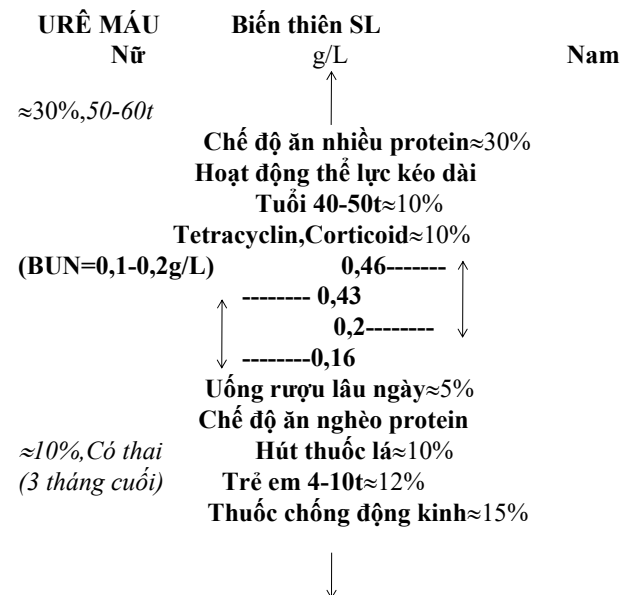 URÊ MÁU Biến thiên SL
Nữ g/L Nam
≈30%,50-60t
Chế độ ăn nhiều protein≈30%
Hoạt động thể lực kéo dài
Tuổi 40-50t≈10%
Tetracyclin,Corticoid≈10%
(BUN=0,1-0,2g/L) 0,46-------
-------- 0,43
0,2--------
--------0,16
Uống rượu lâu ngày≈5%
Chế độ ăn nghèo protein
≈10%,Có thai Hút thuốc lá≈10%
(3 tháng cuối) Trẻ em 4-10t≈12%
Thuốc chống động kinh≈15%